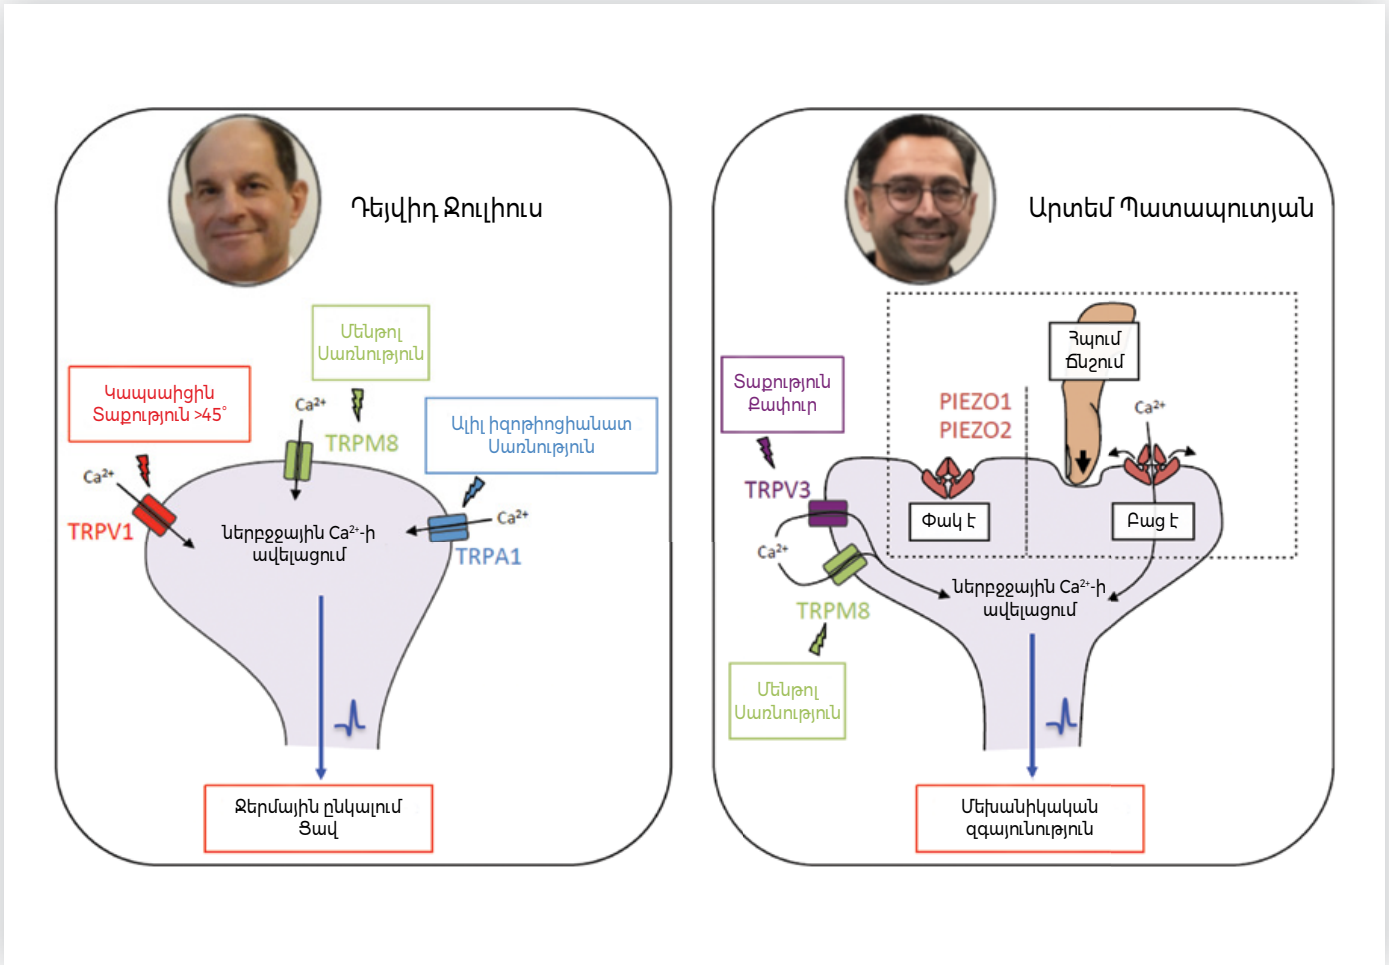 Դեյվիդ Ջուլիուս
Մենթոլ
Սառնություն
Կապսաիցին
Տաքություն >45˚
Ca²⁺
TRPM8
Ալիլ իզոթիոցիանատ
Սառնություն
Ca²⁺
TRPV1
ներբջջային Ca²⁺-ի
ավելացում
Ca²⁺
TRPA1
Ջերմային ընկալում
Ցավ
Արտեմ Պատապուտյան
Հպում
Ճնշում
Տաքություն
Քափուր
PIEZO1
PIEZO2
Ca²⁺
TRPV3
Փակ է
Բաց է
Ca²⁺
TRPM8
ներբջջային Ca²⁺-ի
ավելացում
Մենթոլ
Սառնություն
Մեխանիկական
զգայունություն